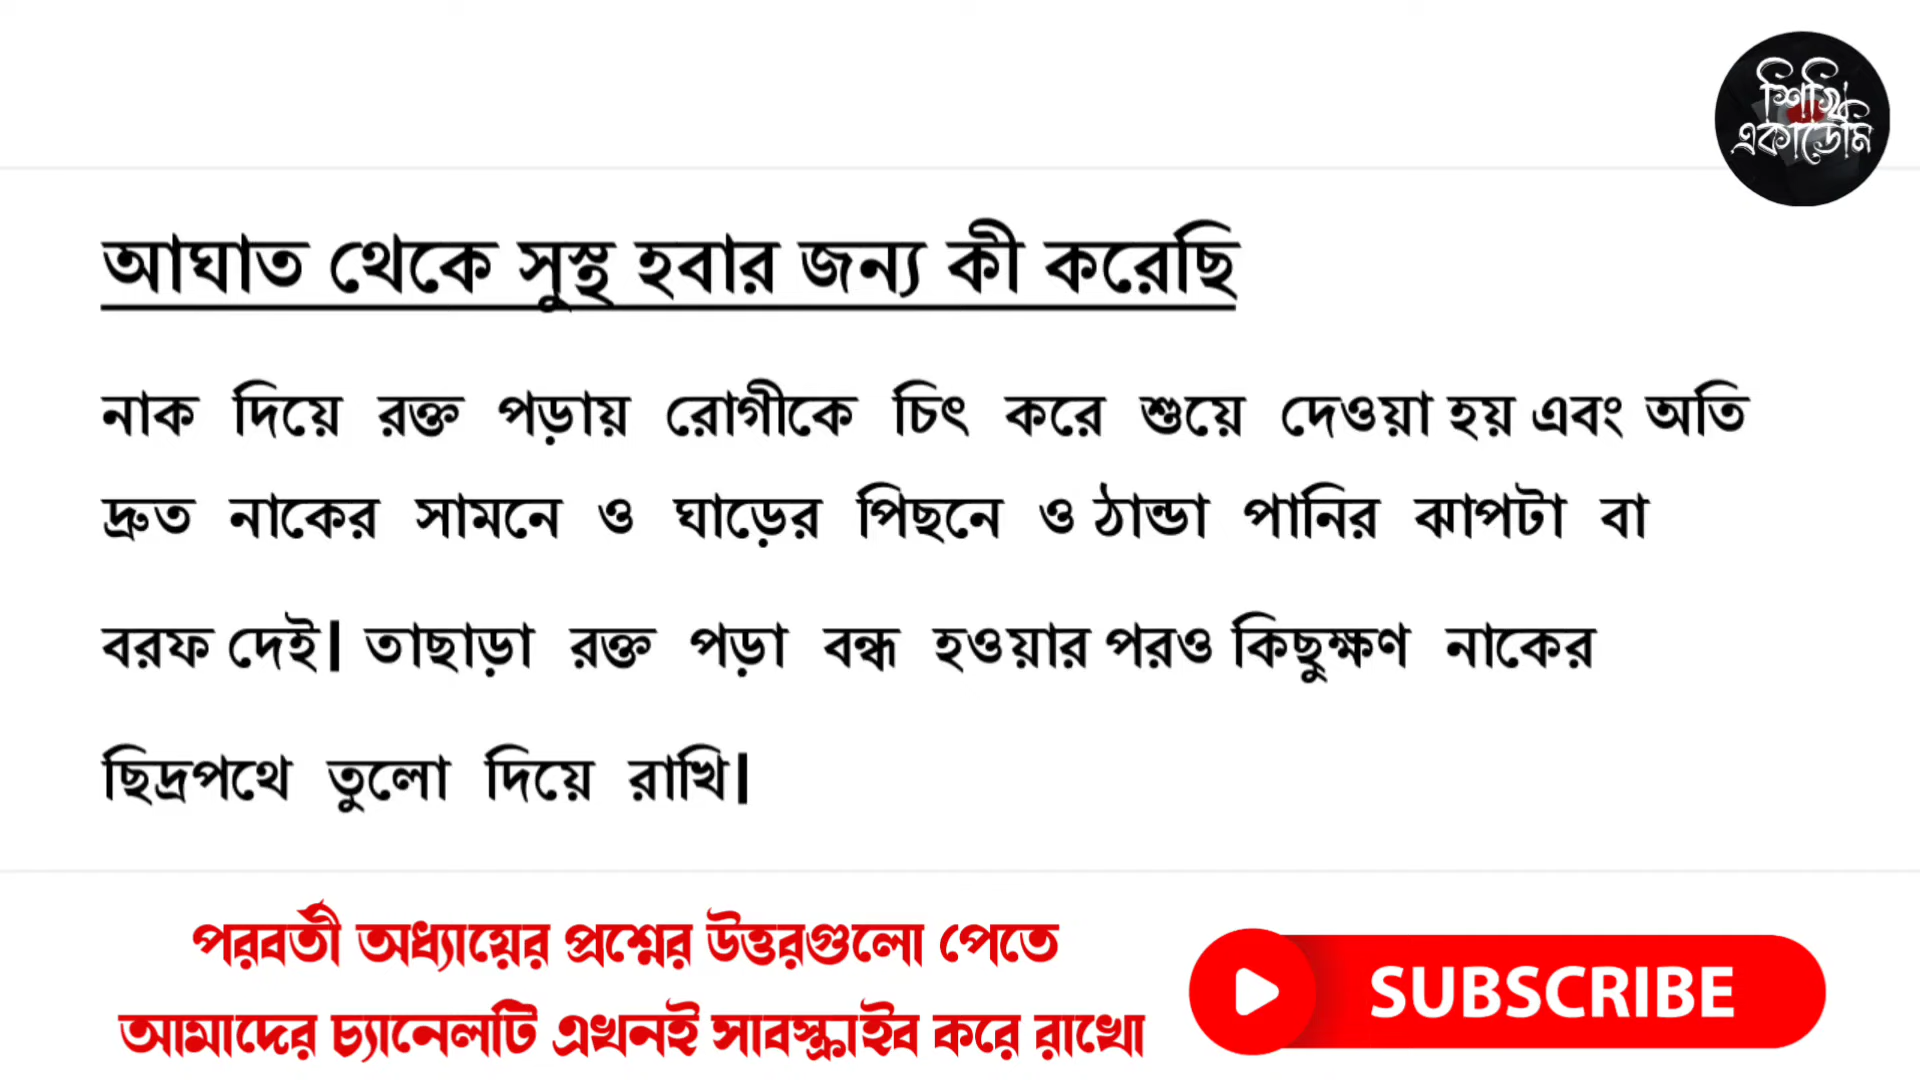 শিখি
একাডেমি
আঘাত থেকে সুস্থ হবার জন্য কী করেছি
নাক দিয়ে রক্ত পড়ায় রোগীকে চিৎ করে শুয়ে দেওয়া হয় এবং অতি
দ্রুত নাকের সামনে ও ঘাড়ের পিছনে ও ঠান্ডা পানির ঝাপটা বা
বরফ দেই। তাছাড়া রক্ত পড়া বন্ধ হওয়ার পরও কিছুক্ষণ নাকের
ছিদ্রপথে তুলো দিয়ে রাখি।
পরবর্তী অধ্যায়ের প্রশ্নের উত্তরগুলো পেতে
আমাদের চ্যানেলটি এখনই সাবস্ক্রাইব করে রাখো
SUBSCRIBE